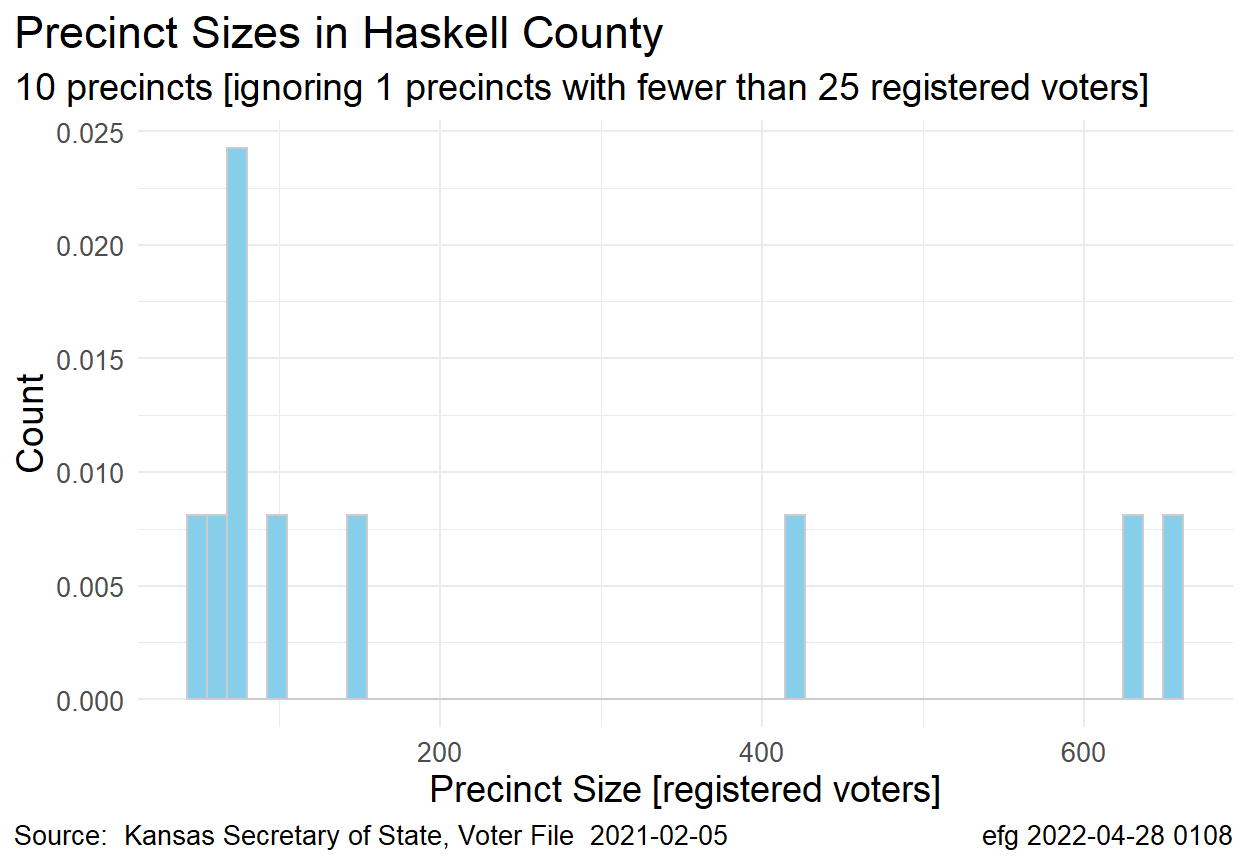 Precinct Sizes in Haskell County
10 precincts [ignoring 1 precincts with fewer than 25 registered voters]
0.025
0.020
0.015
0.010
0.005
0.000
Count
200 400 600
Precinct Size [registered voters]
Source:  Kansas Secretary of State, Voter File  2021-02-05
efg 2022-04-28 0108